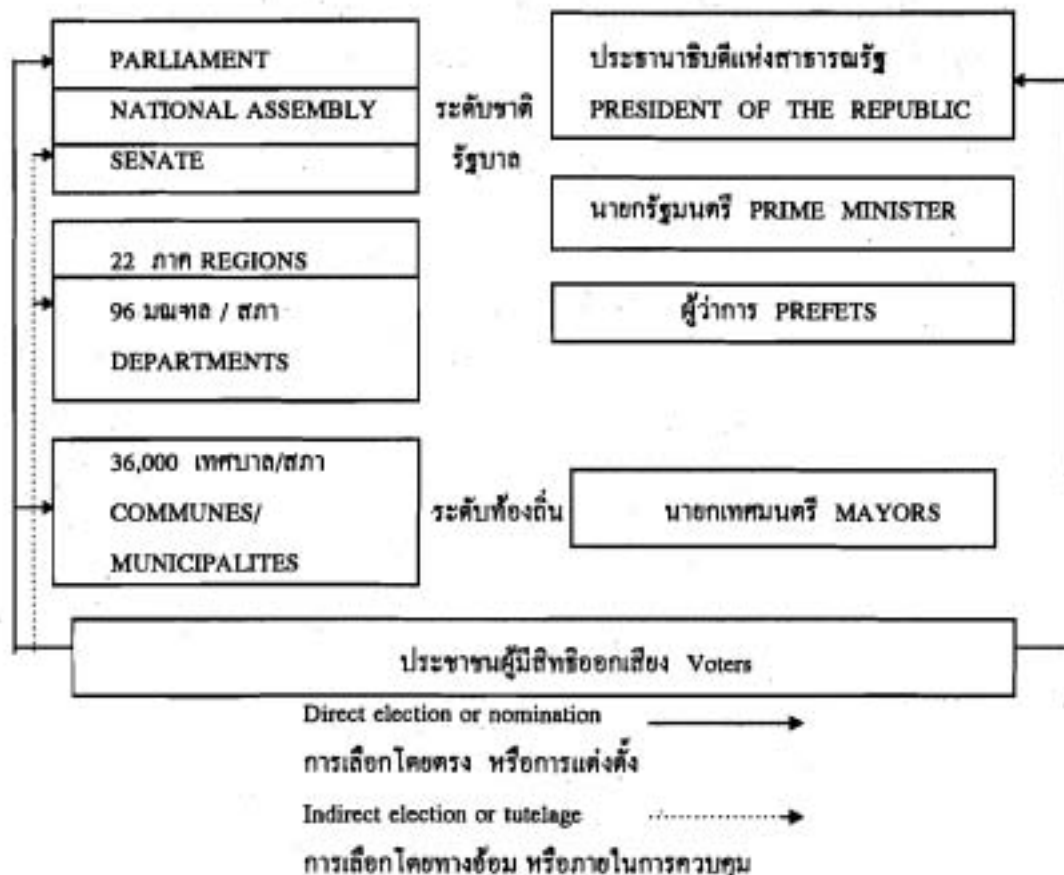 PARLIAMENT
NATIONAL ASSEMBLY
SENATE
ระดับชาติ
รัฐบาล
ประธานาธิบดีแห่งสาธารณรัฐ
PRESIDENT OF THE REPUBLIC
นายกรัฐมนตรี PRIME MINISTER
22 ภาค REGIONS
96 มณฑล / สภา
DEPARTMENTS
ผู้ว่าการ PREFETS
36,000 เทศบาล/สภา
COMMUNES/
MUNICIPALITES
ระดับท้องถิ่น
นายกเทศมนตรี MAYORS
ประชาชนผู้มีสิทธิออกเสียง Voters
Direct election or nomination
การเลือกโดยตรง หรือการแต่งตั้ง
Indirect election or tutelage
การเลือกโดยทางอ้อม หรือภายในการควบคุม